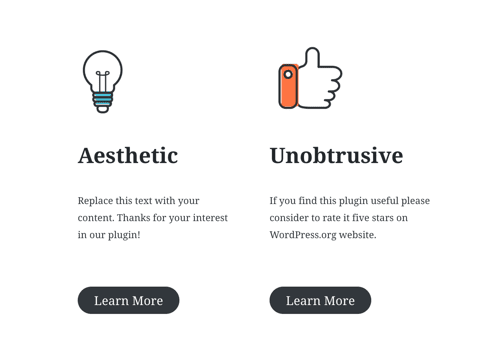 Aesthetic
Replace this text with your
content. Thanks for your interest
in our plugin!
Learn More
Unobtrusive
If you find this plugin useful please
consider to rate it five stars on
WordPress.org website.
Learn More